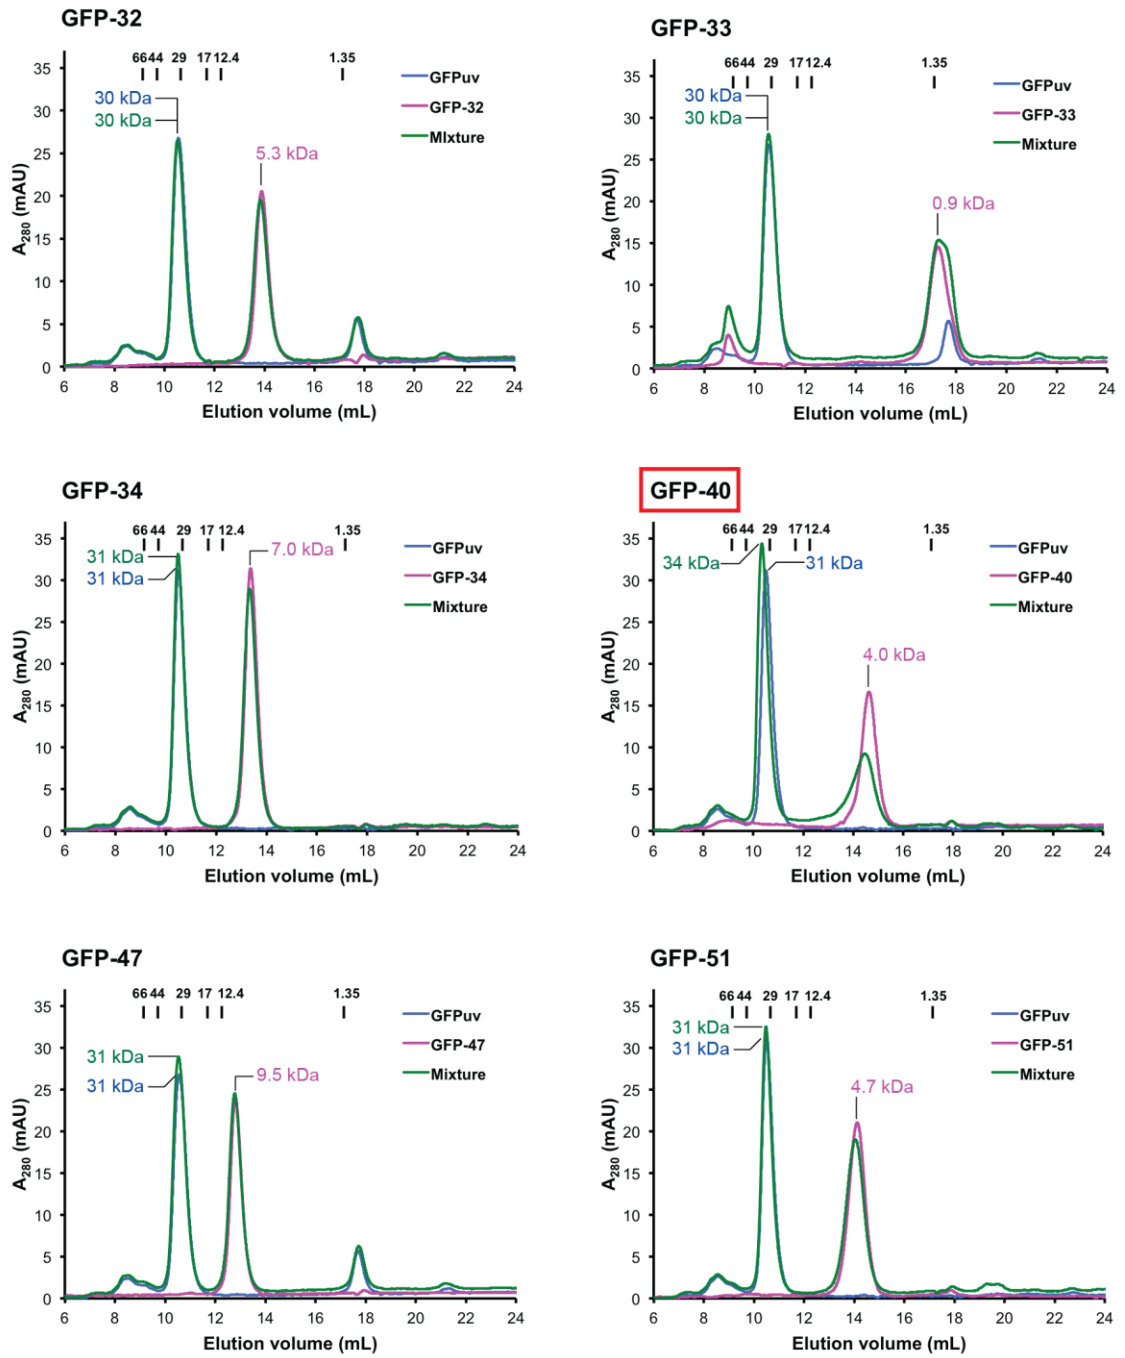 GFP-32
66 44 29 17 12.4 1.35
35
30
25
20
15
10
5
0
A280 (mAU)
30 kDa
30 kDa
5.3 kDa
GFPuv
GFP-32
MIxture
6 8 10 12 14 16 18 20 22 24
Elution volume (mL)
GFP-33
66 44 29 17 12.4 1.35
35
30
25
20
15
10
5
0
A280 (mAU)
30 kDa
30 kDa
0.9 kDa
GFPuv
GFP-33
Mixture
6 8 10 12 14 16 18 20 22 24
Elution volume (mL)
GFP-34
66 44 29 17 12.4 1.35
35
30
25
20
15
10
5
0
A280 (mAU)
31 kDa
31 kDa
7.0 kDa
GFPuv
GFP-34
Mixture
6 8 10 12 14 16 18 20 22 24
Elution volume (mL)
GFP-40
66 44 29 17 12.4 1.35
35
30
25
20
15
10
5
0
A280 (mAU)
34 kDa
31 kDa
4.0 kDa
GFPuv
GFP-40
Mixture
6 8 10 12 14 16 18 20 22 24
Elution volume (mL)
GFP-47
66 44 29 17 12.4 1.35
35
30
25
20
15
10
5
0
A280 (mAU)
31 kDa
31 kDa
9.5 kDa
GFPuv
GFP-47
Mixture
6 8 10 12 14 16 18 20 22 24
Elution volume (mL)
GFP-51
66 44 29 17 12.4 1.35
35
30
25
20
15
10
5
0
A280 (mAU)
31 kDa
31 kDa
4.7 kDa
GFPuv
GFP-51
Mixture
6 8 10 12 14 16 18 20 22 24
Elution volume (mL)